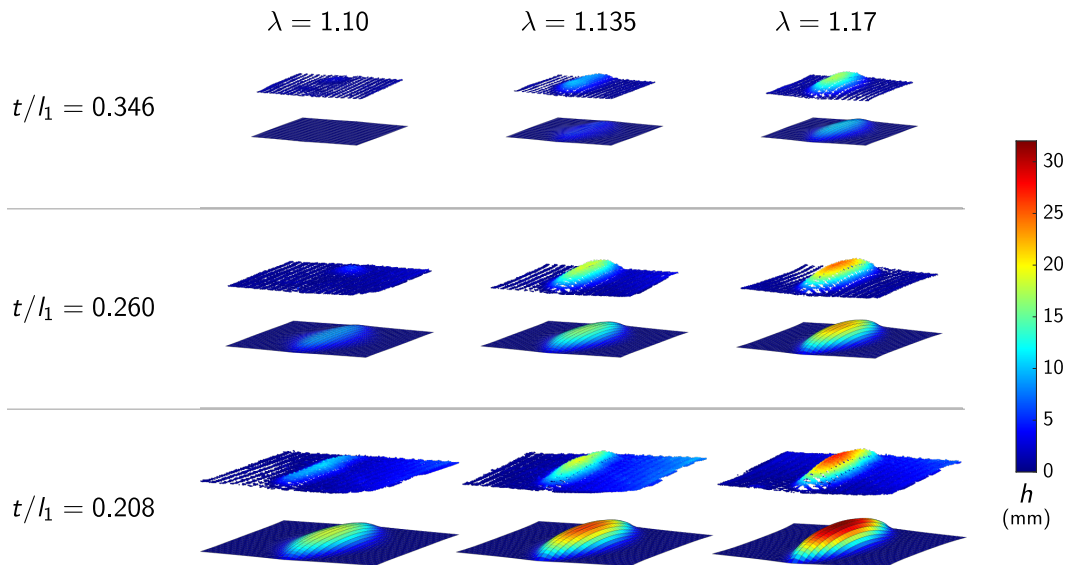 λ = 1.10 λ = 1.135 λ = 1.17
t/l₁ = 0.346
t/l₁ = 0.260
t/l₁ = 0.208
30
25
20
15
10
5
0
h
(mm)